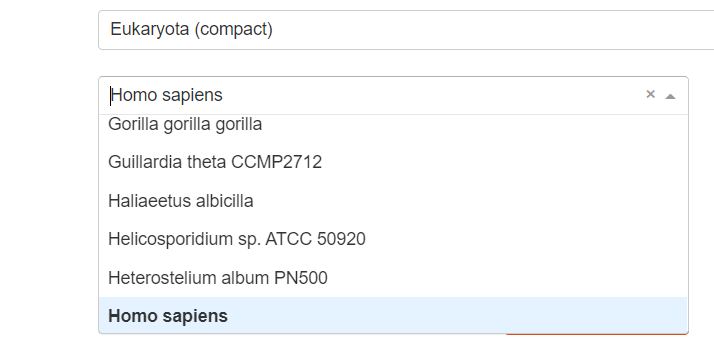 Eukaryota (compact)
Homo sapiens
Gorilla gorilla gorilla
Guillardia theta CCMP2712
Haliaeetus albicilla
Helicosporidium sp. ATCC 50920
Heterostelium album PN500
Homo sapiens